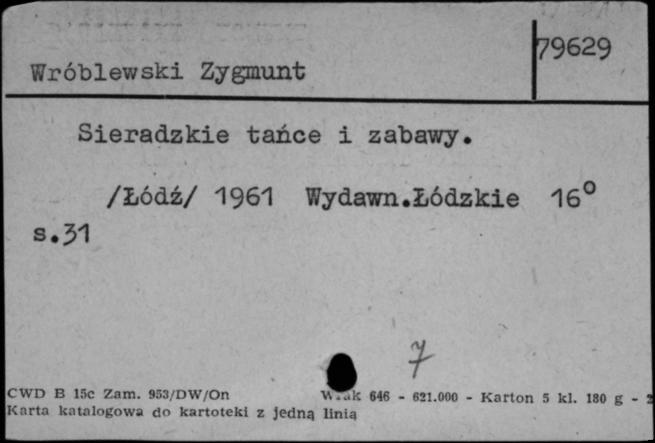 79629
Wróblewski Zygmunt
Sieradzkie tańce i zabawy.
/Łódź/ 1961 Wydawn.Łódzkie 16°
s.31
7
CWD B 15c Zam. 953/DW/On 646 - 621.000 - Karton 5 kl. 180 g -
Karta katalogowa do kartoteki z jedną linią